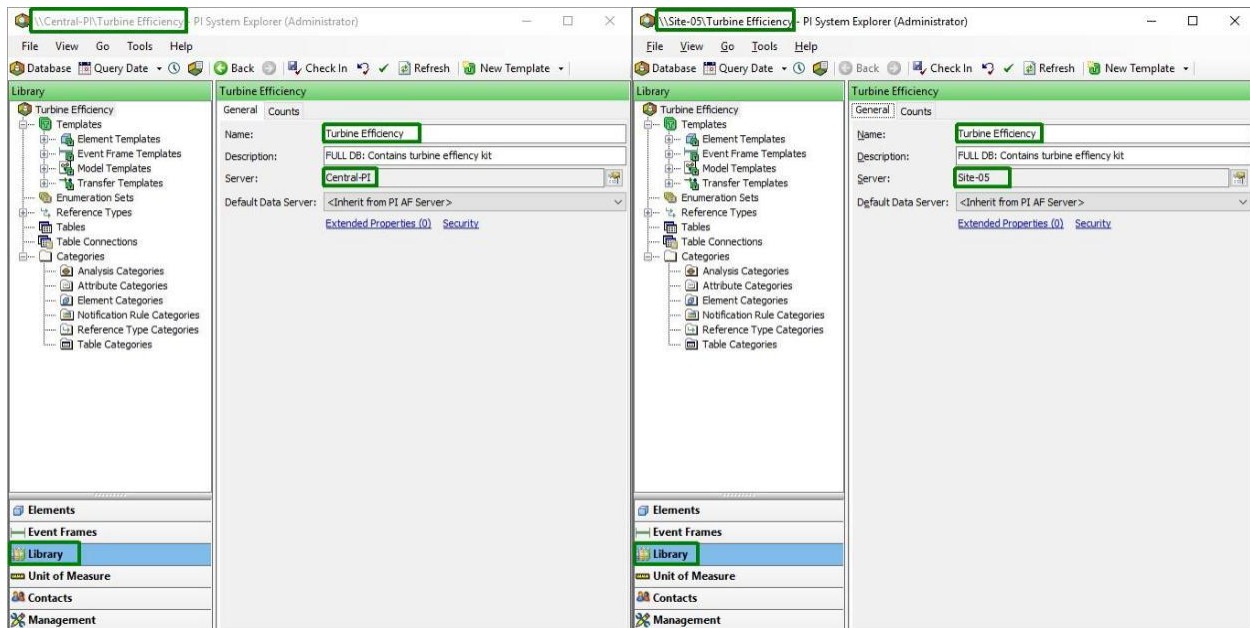 \\Central-PI\Turbine Efficiency - PI System Explorer (Administrator)
File View Go Tools Help
Database Query Date Back Check In Refresh New Template
Library
Turbine Efficiency
Templates
Element Templates
Event Frame Templates
Model Templates
Transfer Templates
Enumeration Sets
Reference Types
Tables
Table Connections
Categories
Analysis Categories
Attribute Categories
Element Categories
Notification Rule Categories
Reference Type Categories
Table Categories
Elements
Event Frames
Library
Unit of Measure
Contacts
Management
Turbine Efficiency
General Counts
Name: Turbine Efficiency
Description: FULL DB: Contains turbine effiency kit
Server: Central-PI
Default Data Server: <Inherit from PI AF Server>
Extended Properties (0) Security
\\Site-05\Turbine Efficiency - PI System Explorer (Administrator)
File View Go Tools Help
Database Query Date Back Check In Refresh New Template
Library
Turbine Efficiency
Templates
Element Templates
Event Frame Templates
Model Templates
Transfer Templates
Enumeration Sets
Reference Types
Tables
Table Connections
Categories
Analysis Categories
Attribute Categories
Element Categories
Notification Rule Categories
Reference Type Categories
Table Categories
Elements
Event Frames
Library
Unit of Measure
Contacts
Management
Turbine Efficiency
General Counts
Name: Turbine Efficiency
Description: FULL DB: Contains turbine effiency kit
Server: Site-05
Default Data Server: <Inherit from PI AF Server>
Extended Properties (0) Security